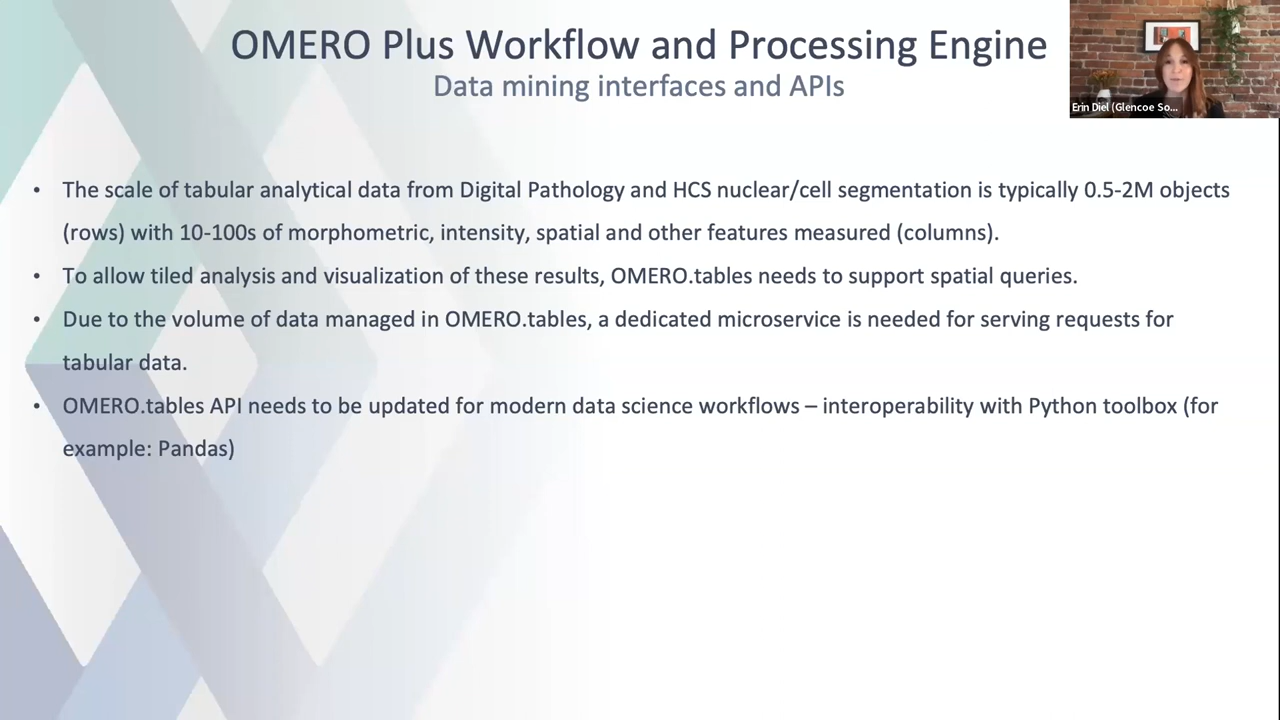 OMERO Plus Workflow and Processing Engine
Data mining interfaces and APIs
Erin Diel (Glencoe So...
• The scale of tabular analytical data from Digital Pathology and HCS nuclear/cell segmentation is typically 0.5-2M objects
(rows) with 10-100s of morphometric, intensity, spatial and other features measured (columns).
• To allow tiled analysis and visualization of these results, OMERO.tables needs to support spatial queries.
• Due to the volume of data managed in OMERO.tables, a dedicated microservice is needed for serving requests for
tabular data.
• OMERO.tables API needs to be updated for modern data science workflows – interoperability with Python toolbox (for
example: Pandas)